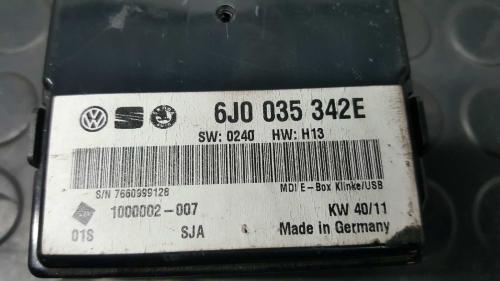 6J0 035 342E
SW: 0240 HW: H13
S/N 7660999128 MDI E-Box Klinke/USB
1000002-007 KW 40/11
01S SJA Made in Germany